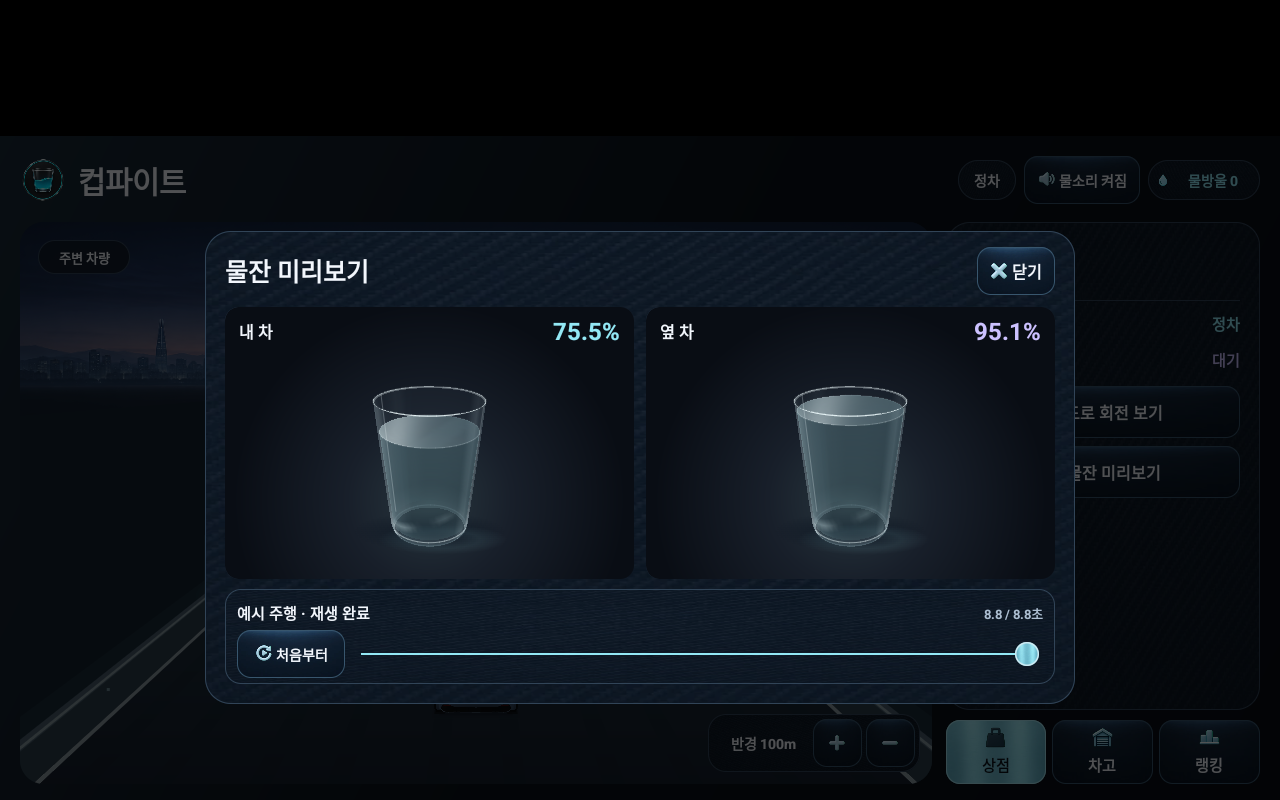 컵파이트
정차
물소리 켜짐
물방울 0
주변 차량
물잔 미리보기
닫기
내 차
75.5%
옆 차
95.1%
정차
대기
로 회전 보기
물잔 미리보기
예시 주행 · 재생 완료
8.8 / 8.8초
처음부터
반경 100m
상점
차고
랭킹